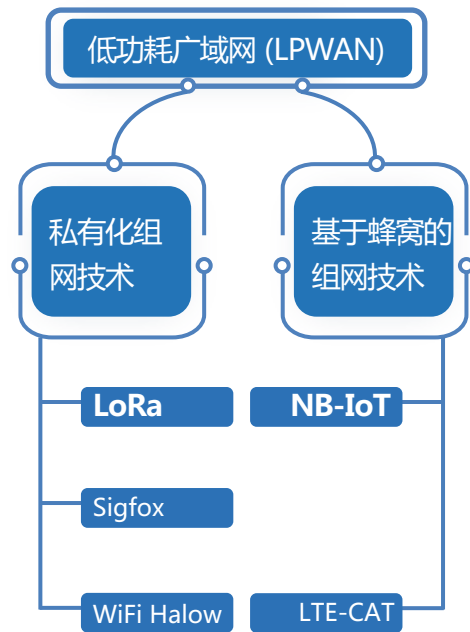 低功耗广域网 (LPWAN)
私有化组
网技术
基于蜂窝的
组网技术
LoRa
NB-IoT
Sigfox
WiFi Halow
LTE-CAT